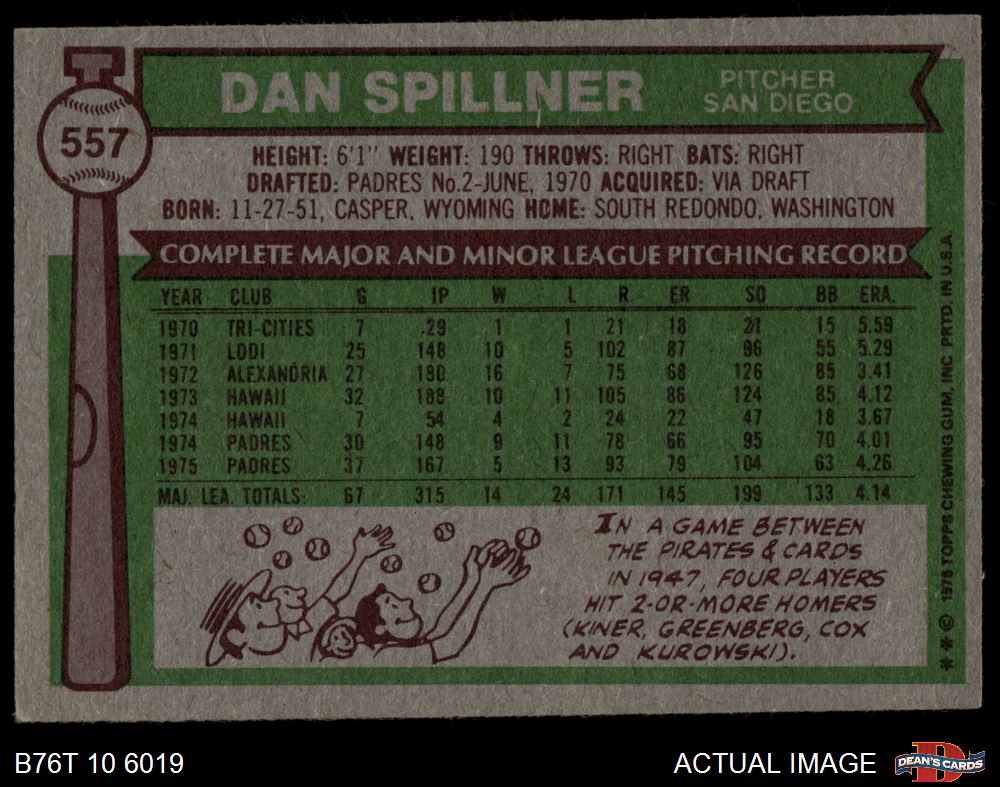 DAN SPILLNER
PITCHER
SAN DIEGO
557
HEIGHT: 6'1" WEIGHT: 190 THROWS: RIGHT BATS: RIGHT
DRAFTED: PADRES No.2-JUNE, 1970 ACQUIRED: VIA DRAFT
BORN: 11-27-51, CASPER, WYOMING HOME: SOUTH REDONDO, WASHINGTON
COMPLETE MAJOR AND MINOR LEAGUE PITCHING RECORD
YEAR CLUB G IP W L R ER SO BB ERA.
1970 TRI-CITIES 7 .29 1 1 21 18 21 15 5.59
1971 LODI 25 148 10 5 102 87 96 55 5.29
1972 ALEXANDRIA 27 180 16 7 75 68 126 85 3.41
1973 HAWAII 32 188 10 11 105 86 124 85 4.12
1974 HAWAII 7 54 4 2 24 22 47 18 3.67
1974 PADRES 30 148 9 11 78 66 95 70 4.01
1975 PADRES 37 167 5 13 93 79 104 63 4.26
MAJ. LEA. TOTALS: 67 315 14 24 171 145 199 133 4.14
IN A GAME BETWEEN
THE PIRATES & CARDS
IN 1947, FOUR PLAYERS
HIT 2-OR-MORE HOMERS
(KINER, GREENBERG, COX
AND KUROWSKI).
* * © 1976 TOPPS CHEWING GUM, INC PRTD. IN U.S.A.
B76T 10 6019
ACTUAL IMAGE
D
DEAN'S CARDS